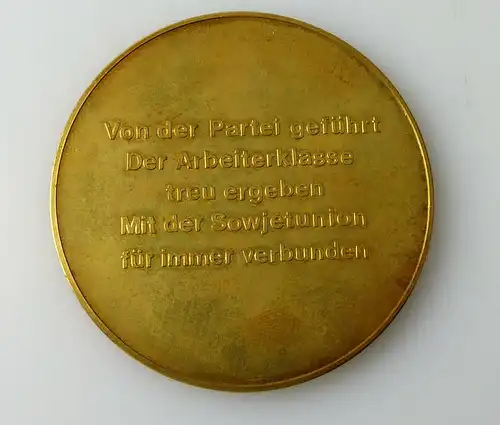 Von der Partei geführt
Der Arbeiterklasse
treu ergeben
Mit der Sowjetunion
für immer verbunden